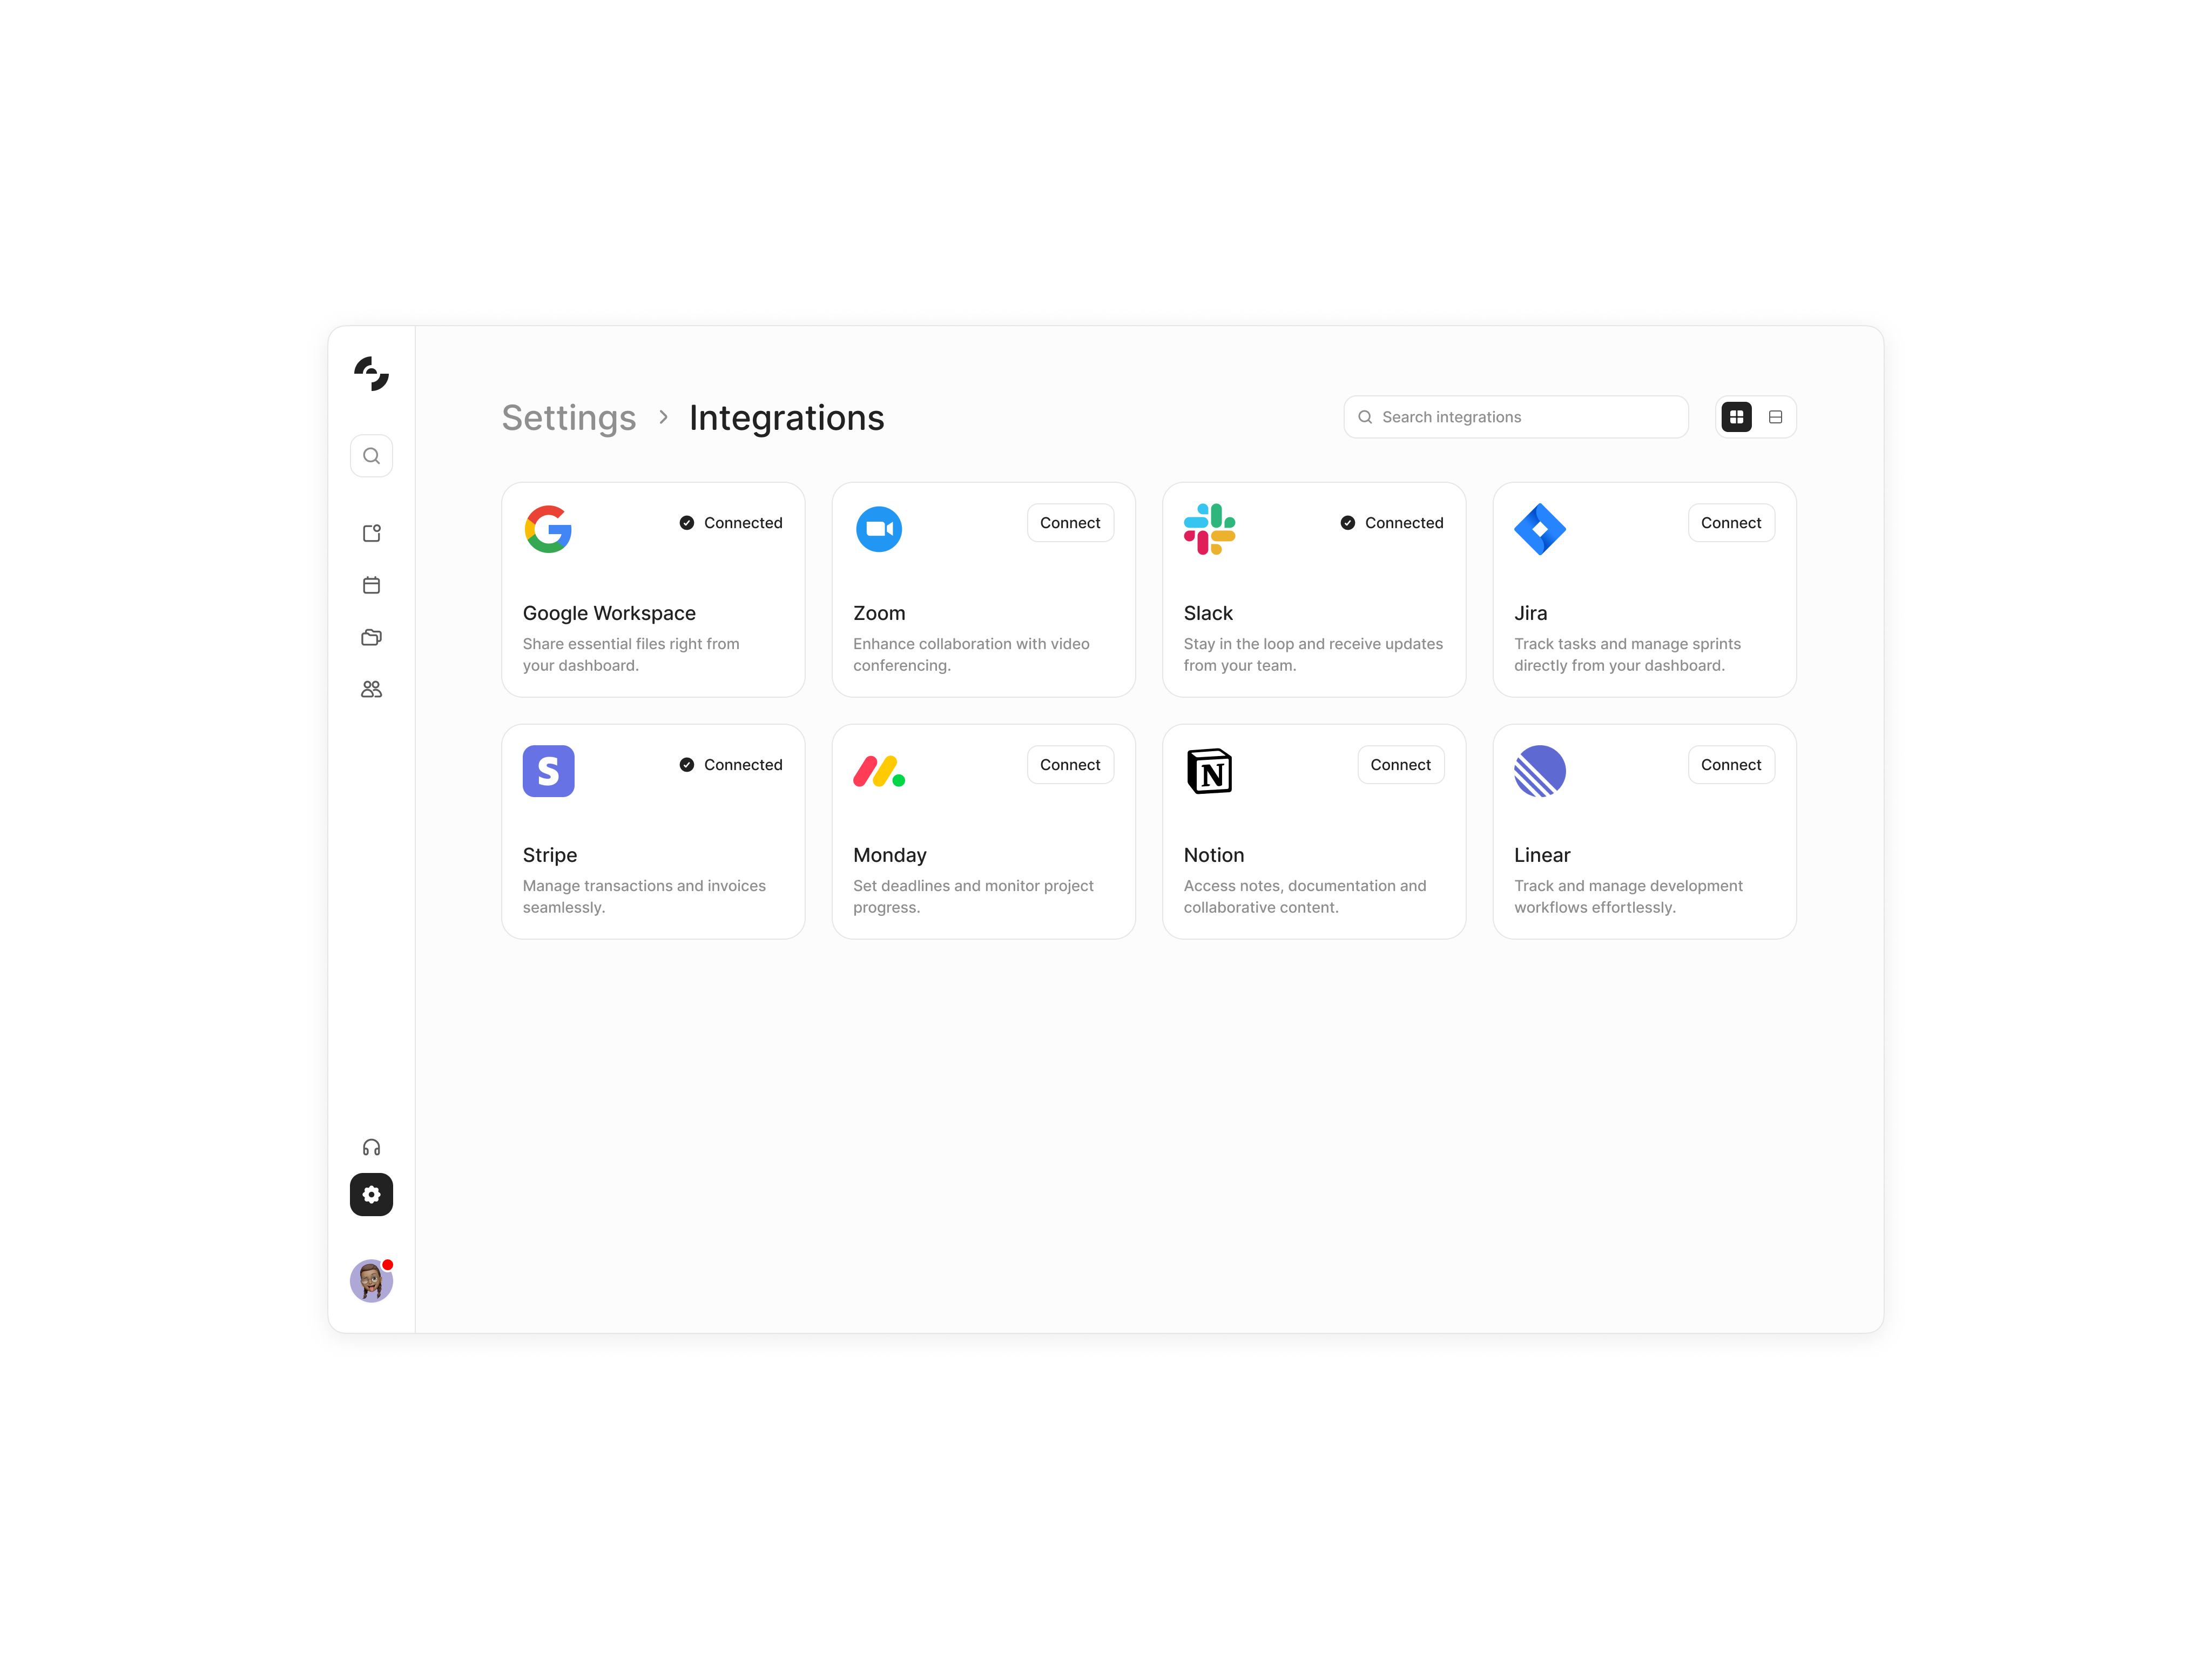 Settings
Integrations
Search integrations
Connected
Google Workspace
Share essential files right from
your dashboard.
Connect
Zoom
Enhance collaboration with video
conferencing.
Connected
Slack
Stay in the loop and receive updates
from your team.
Connect
Jira
Track tasks and manage sprints
directly from your dashboard.
S
Connected
Stripe
Manage transactions and invoices
seamlessly.
Connect
Monday
Set deadlines and monitor project
progress.
N
Connect
Notion
Access notes, documentation and
collaborative content.
Connect
Linear
Track and manage development
workflows effortlessly.